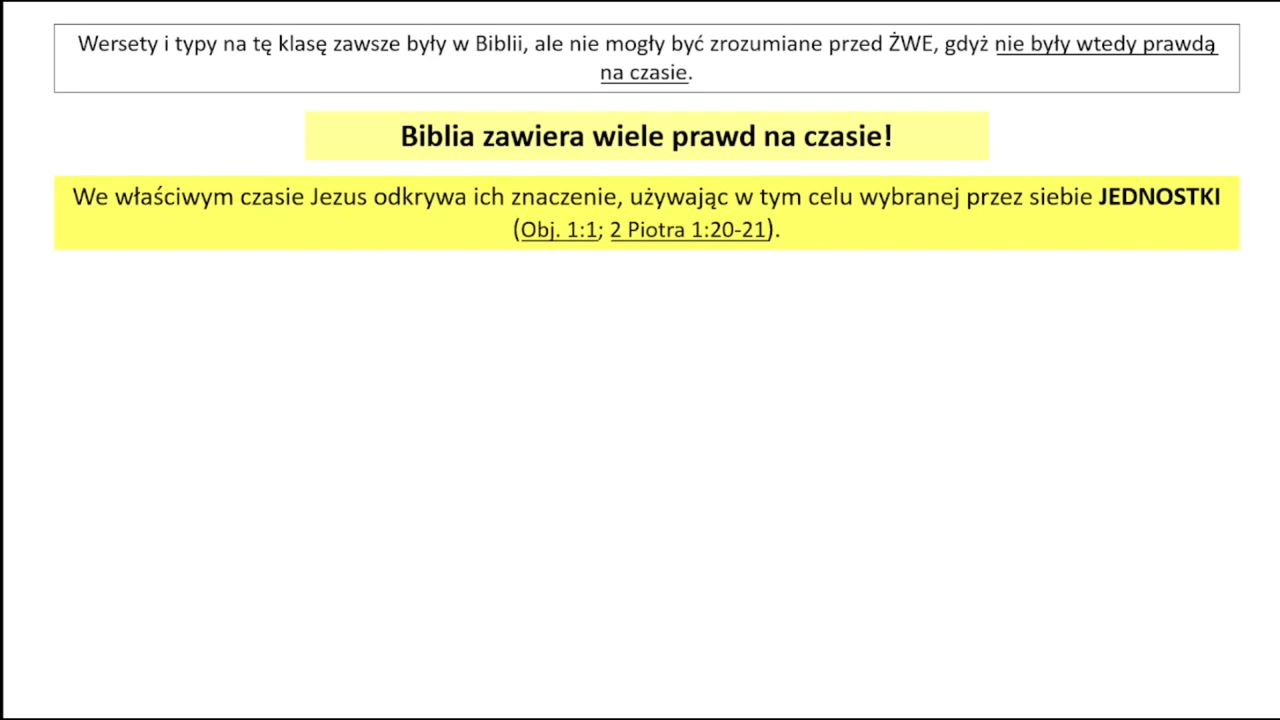 Wersety i typy na tę klasę zawsze były w Biblii, ale nie mogły być zrozumiane przed ŻWE, gdyż nie były wtedy prawdą
na czasie.
Biblia zawiera wiele prawd na czasie!
We właściwym czasie Jezus odkrywa ich znaczenie, używając w tym celu wybranej przez siebie JEDNOSTKI
(Obj. 1:1; 2 Piotra 1:20-21).